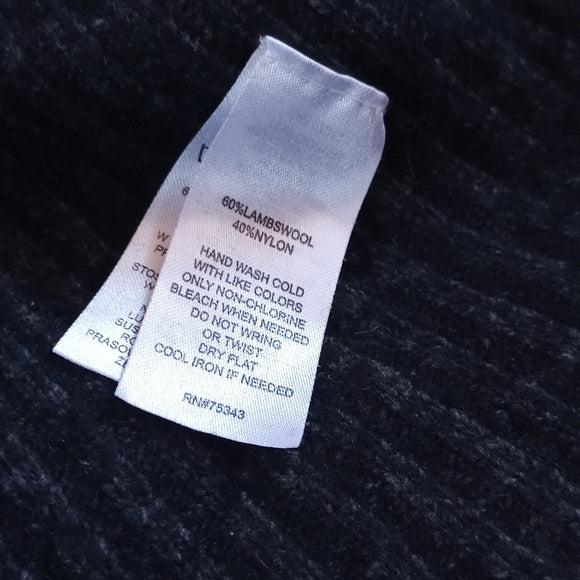 60%LAMBSWOOL
40%NYLON
HAND WASH COLD
WITH LIKE COLORS
ONLY NON-CHLORINE
BLEACH WHEN NEEDED
DO NOT WRING
OR TWIST
DRY FLAT
COOL IRON IF NEEDED
RN#75343